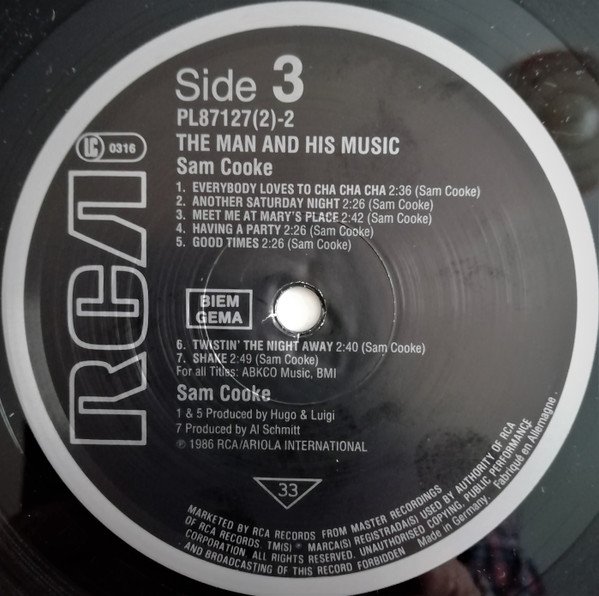 Side 3
PL87127(2)-2
THE MAN AND HIS MUSIC
Sam Cooke
LC 0316
RCA
1. EVERYBODY LOVES TO CHA CHA CHA 2:36 (Sam Cooke)
2. ANOTHER SATURDAY NIGHT 2:26 (Sam Cooke)
3. MEET ME AT MARY'S PLACE 2:42 (Sam Cooke)
4. HAVING A PARTY 2:26 (Sam Cooke)
5. GOOD TIMES 2:26 (Sam Cooke)
BIEM
GEMA
6. TWISTIN' THE NIGHT AWAY 2:40 (Sam Cooke)
7. SHAKE 2:49 (Sam Cooke)
For all Titles: ABKCO Music, BMI
Sam Cooke
1 & 5 Produced by Hugo & Luigi
7 Produced by Al Schmitt
℗ 1986 RCA/ARIOLA INTERNATIONAL
33
MARKETED BY RCA RECORDS FROM MASTER RECORDINGS
OF RCA RECORDS. TM(S) ® MARCA(S) REGISTRADA(S) USED BY AUTHORITY OF RCA
CORPORATION. ALL RIGHTS RESERVED. UNAUTHORISED COPYING, PUBLIC PERFORMANCE
AND BROADCASTING OF THIS RECORD FORBIDDEN Made in Germany. Fabriqué en Allemagne.